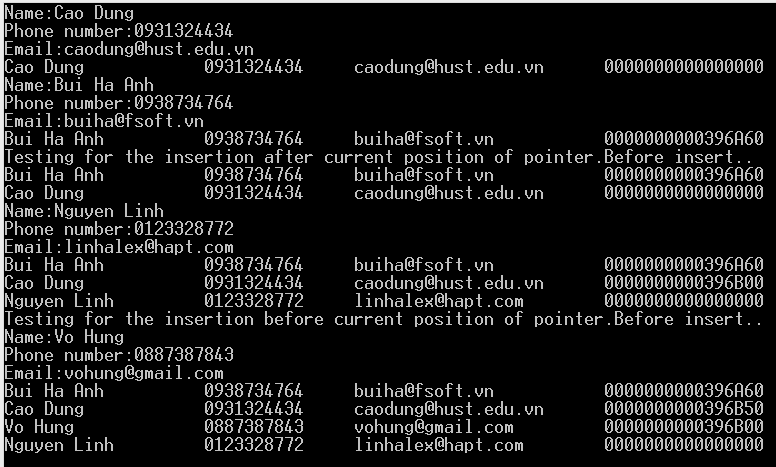 Name:Cao Dung
Phone number:0931324434
Email:caodung@hust.edu.vn
Cao Dung 0931324434 caodung@hust.edu.vn 0000000000000000
Name:Bui Ha Anh
Phone number:0938734764
Email:buiha@fsoft.vn
Bui Ha Anh 0938734764 buiha@fsoft.vn 0000000000396A60
Testing for the insertion after current position of pointer.Before insert..
Bui Ha Anh 0938734764 buiha@fsoft.vn 0000000000396A60
Cao Dung 0931324434 caodung@hust.edu.vn 0000000000000000
Name:Nguyen Linh
Phone number:0123328772
Email:linhalex@hapt.com
Bui Ha Anh 0938734764 buiha@fsoft.vn 0000000000396A60
Cao Dung 0931324434 caodung@hust.edu.vn 0000000000396B00
Nguyen Linh 0123328772 linhalex@hapt.com 0000000000000000
Testing for the insertion before current position of pointer.Before insert..
Name:Vo Hung
Phone number:0887387843
Email:vohung@gmail.com
Bui Ha Anh 0938734764 buiha@fsoft.vn 0000000000396A60
Cao Dung 0931324434 caodung@hust.edu.vn 0000000000396B50
Vo Hung 0887387843 vohung@gmail.com 0000000000396B00
Nguyen Linh 0123328772 linhalex@hapt.com 0000000000000000